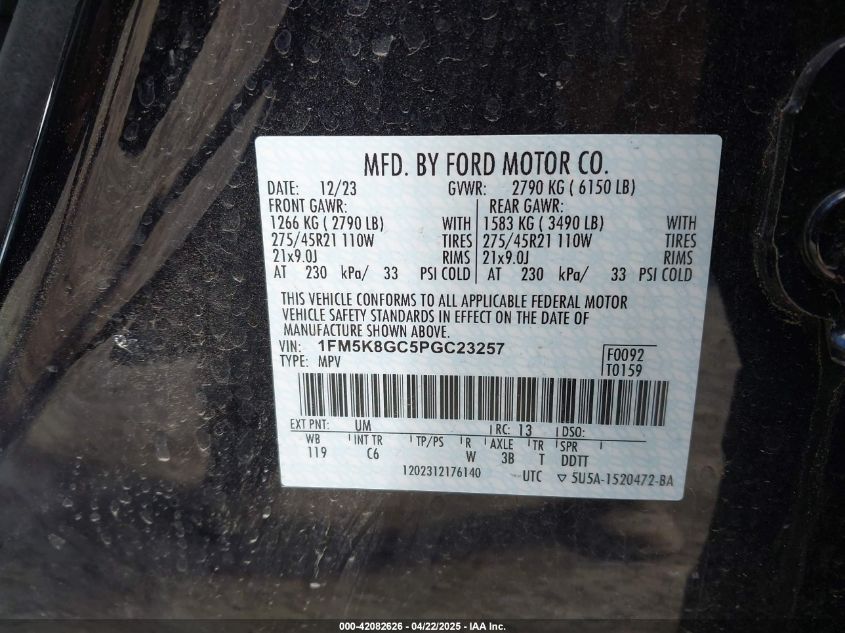 MFD. BY FORD MOTOR CO.
DATE: 12/23 GVWR: 2790 KG ( 6150 LB)
FRONT GAWR: REAR GAWR:
1266 KG ( 2790 LB) WITH 1583 KG ( 3490 LB) WITH
275/45R21 110W TIRES 275/45R21 110W TIRES
21x9.0J RIMS 21x9.0J RIMS
AT 230 kPa/ 33 PSI COLD AT 230 kPa/ 33 PSI COLD
THIS VEHICLE CONFORMS TO ALL APPLICABLE FEDERAL MOTOR
VEHICLE SAFETY STANDARDS IN EFFECT ON THE DATE OF
MANUFACTURE SHOWN ABOVE.
VIN: 1FM5K8GC5PGC23257
TYPE: MPV
F0092
T0159
EXT PNT: UM RC: 13 DSO:
WB INT TR TP/PS R AXLE TR SPR
119 C6 W 3B T DDTT
1202312176140 UTC ▽ 5U5A-1520472-BA
000-42082626 - 04/22/2025 - IAA Inc.